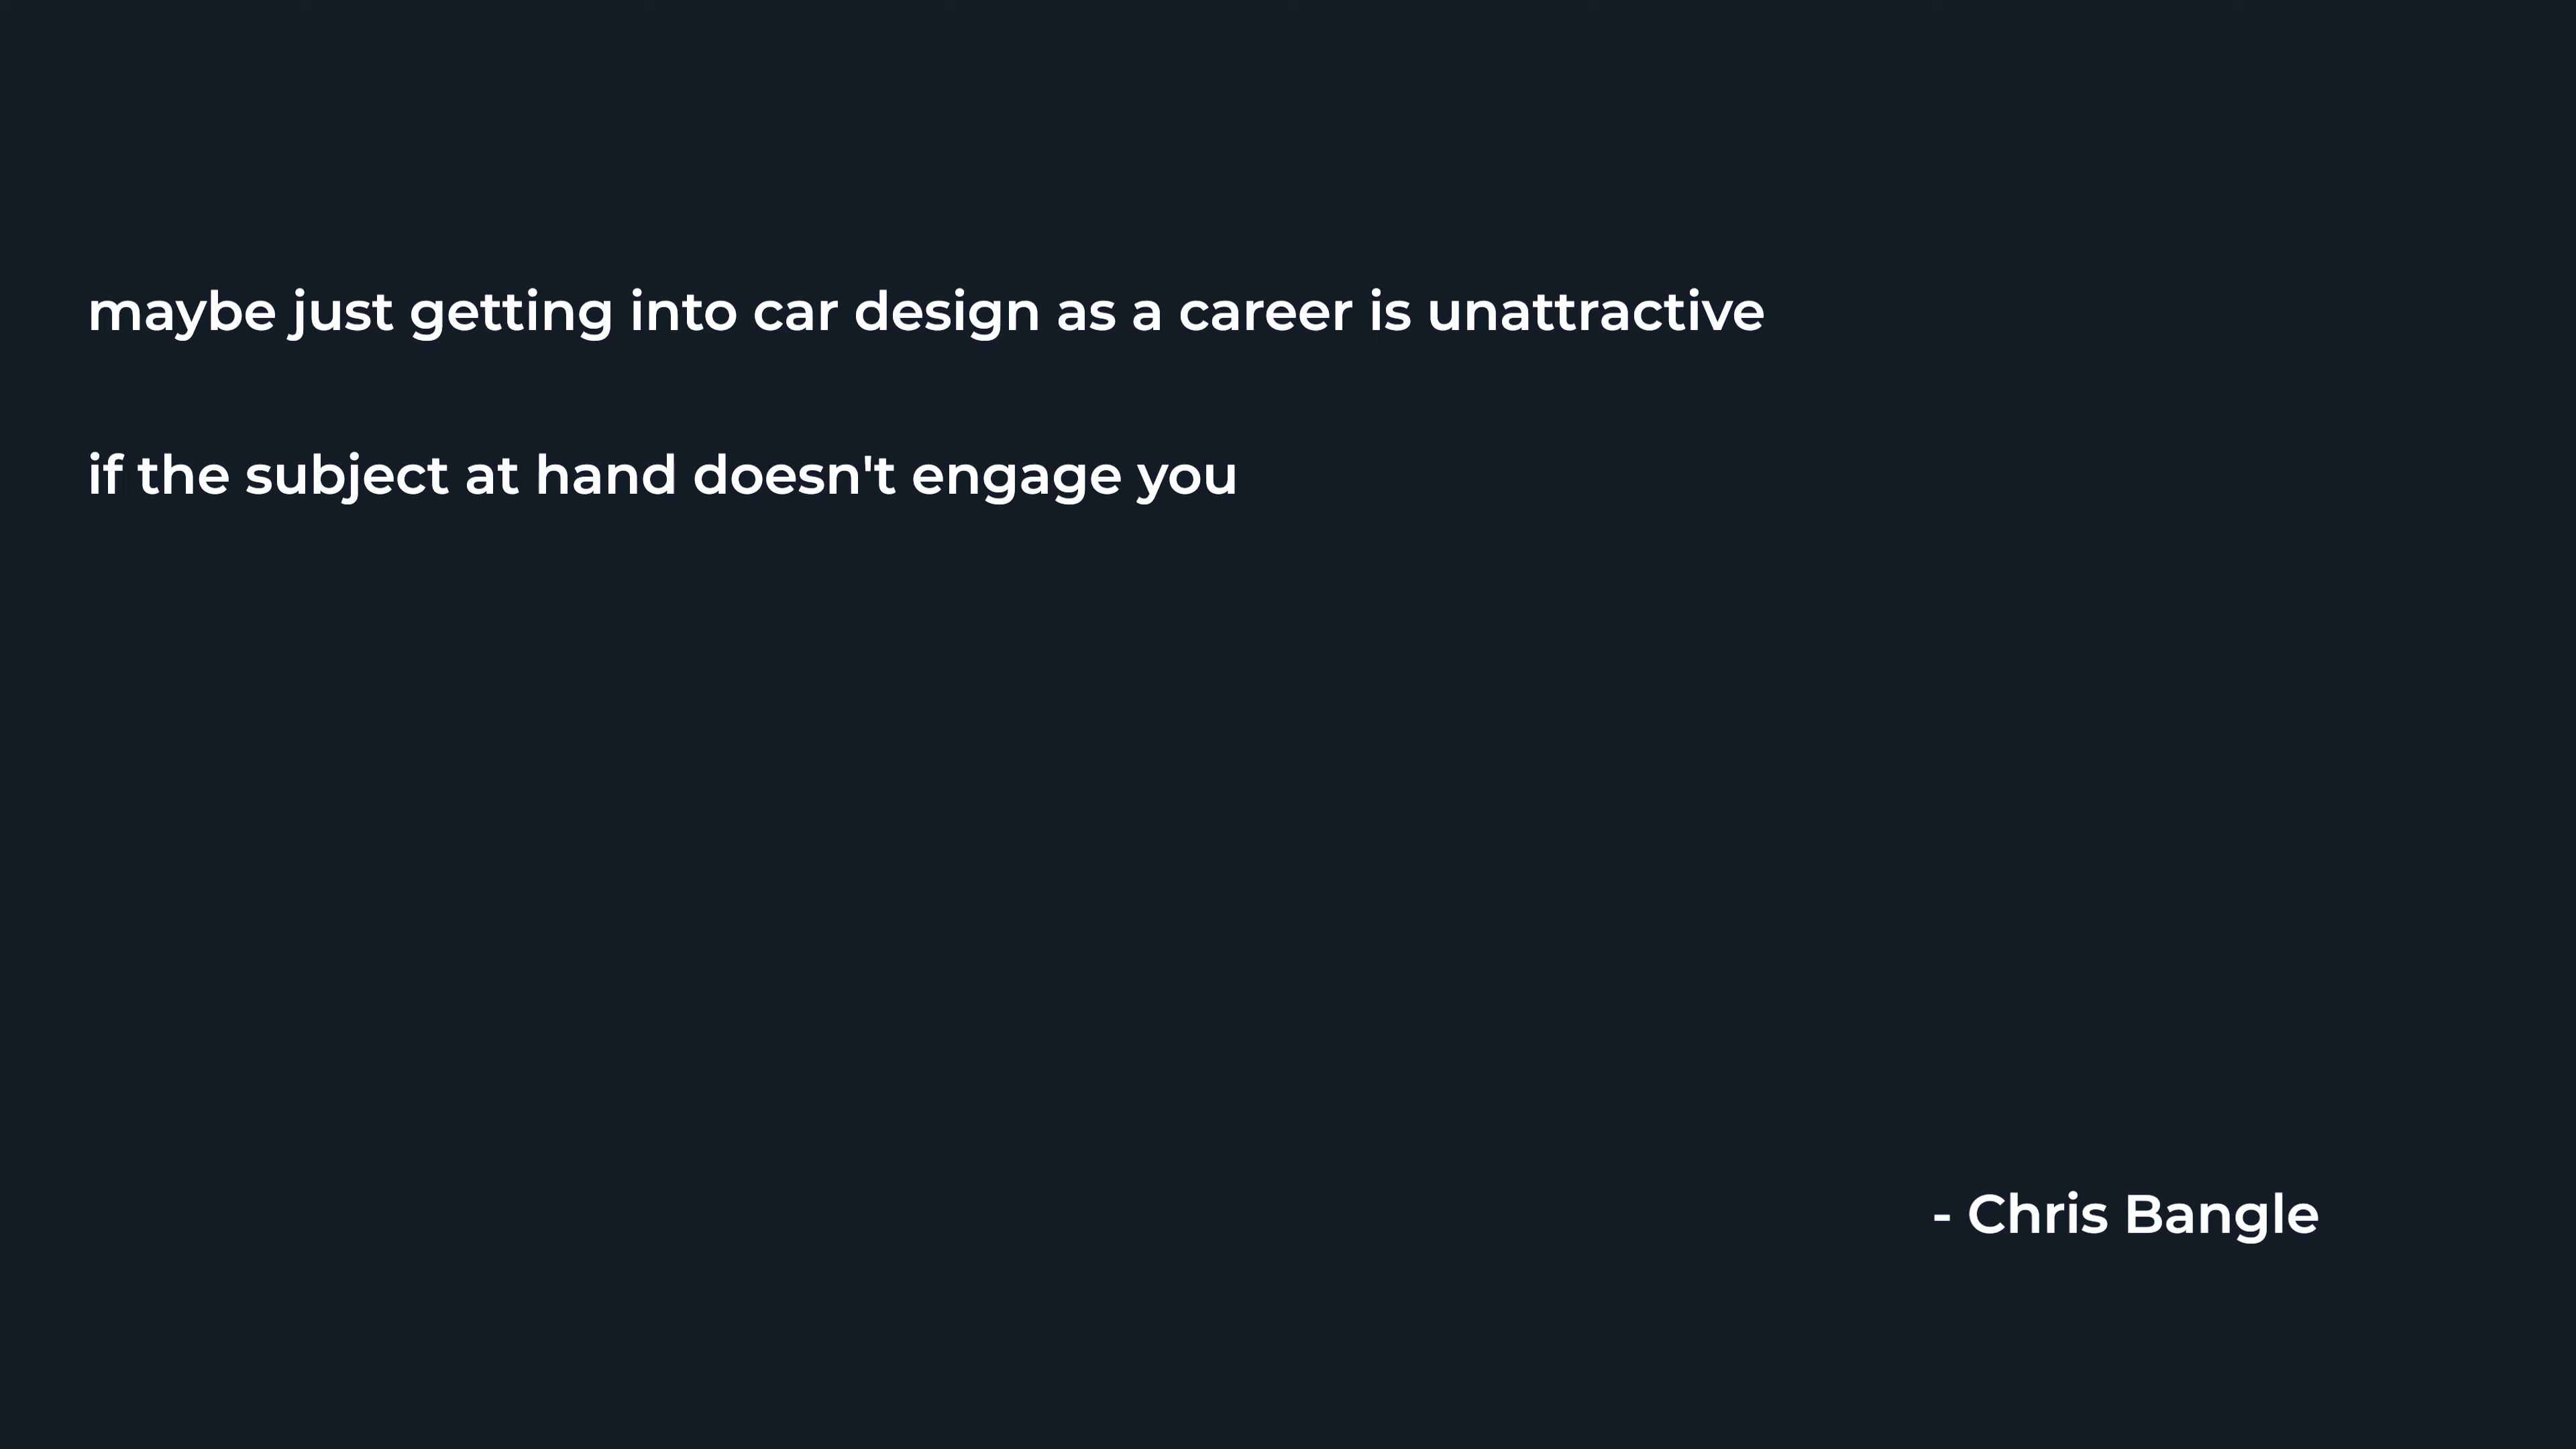 maybe just getting into car design as a career is unattractive
if the subject at hand doesn't engage you
- Chris Bangle